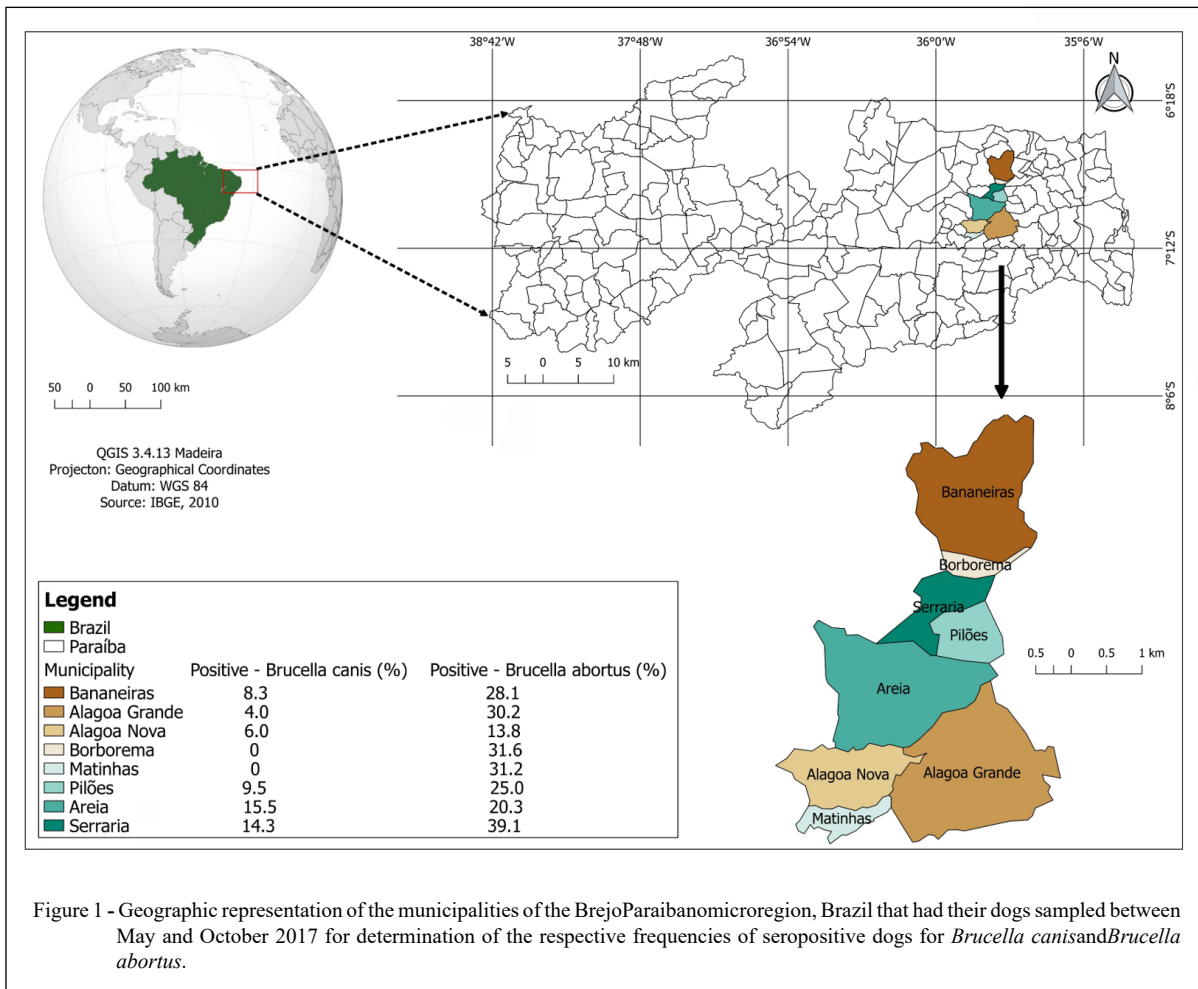 38°42'W 37°48'W 36°54'W 36°0'W 35°6'W
N
6°18'S
7°12'S
8°6'S
5 0 5 10 km
50 0 50 100 km
QGIS 3.4.13 Madeira
Projecton: Geographical Coordinates
Datum: WGS 84
Source: IBGE, 2010
Bananeiras
Borborema
Serraria
Pilões
Areia
Alagoa Nova
Alagoa Grande
Matinhas
0.5 0 0.5 1 km
Legend
Brazil
Paraíba
Municipality Positive - Brucella canis (%) Positive - Brucella abortus (%)
Bananeiras 8.3 28.1
Alagoa Grande 4.0 30.2
Alagoa Nova 6.0 13.8
Borborema 0 31.6
Matinhas 0 31.2
Pilões 9.5 25.0
Areia 15.5 20.3
Serraria 14.3 39.1
Figure 1 - Geographic representation of the municipalities of the BrejoParaibanomicroregion, Brazil that had their dogs sampled between
May and October 2017 for determination of the respective frequencies of seropositive dogs for Brucella canisandBrucella
abortus.